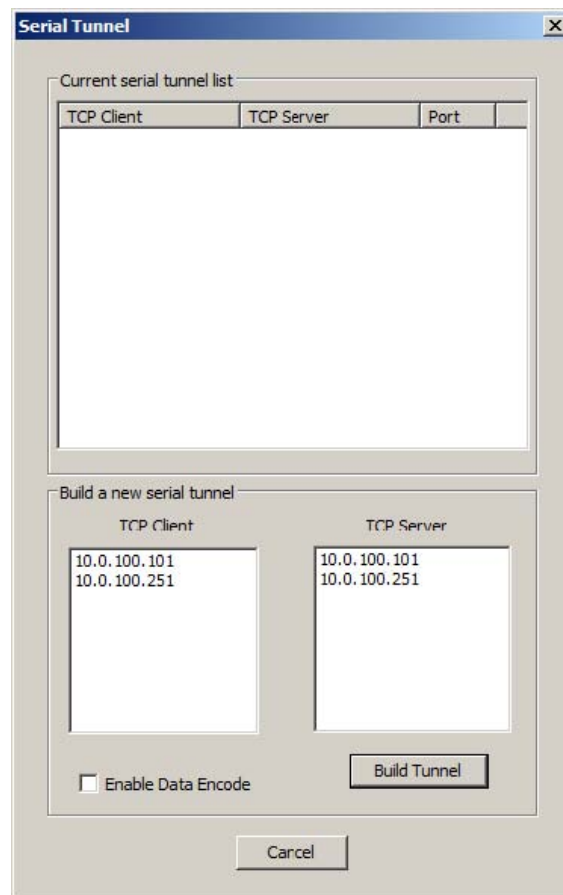 Serial Tunnel
Current serial tunnel list
TCP Client TCP Server Port
Build a new serial tunnel
TCP Client TCP Server
10.0.100.101 10.0.100.101
10.0.100.251 10.0.100.251
Enable Data Encode
Build Tunnel
Carcel